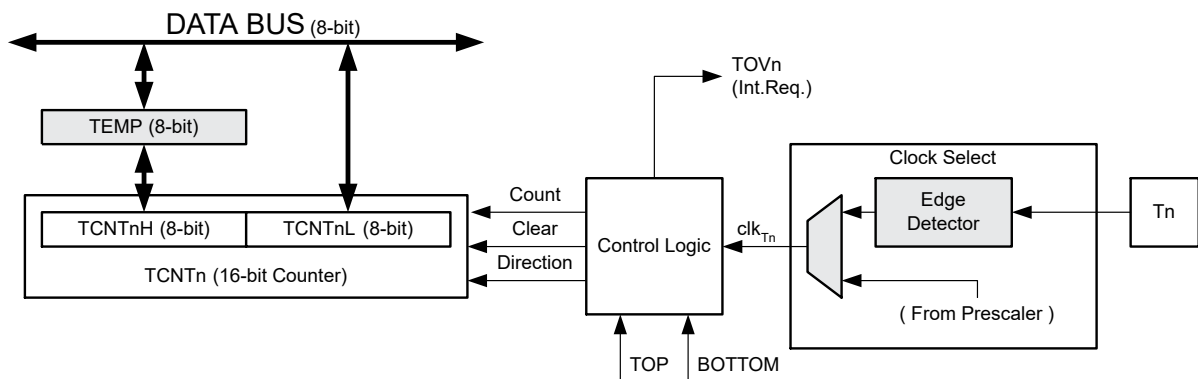 DATA BUS (8-bit)
TOVn
(Int.Req.)
TEMP (8-bit)
Clock Select
Count
Edge
Detector
Tn
TCNTnH (8-bit)
TCNTnL (8-bit)
Clear
Control Logic
clkTn
TCNTn (16-bit Counter)
Direction
( From Prescaler )
TOP
BOTTOM